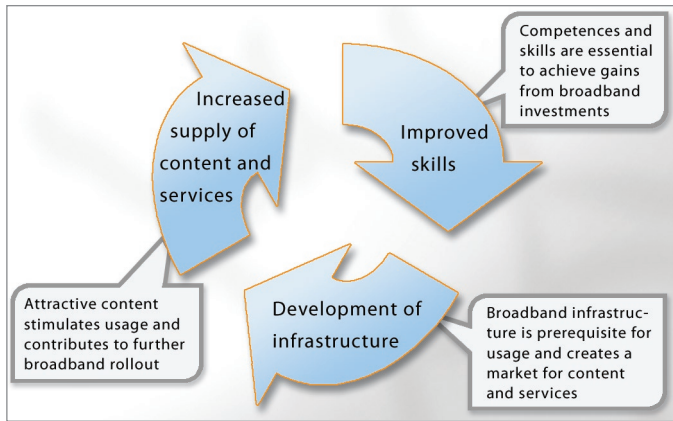 Increased
supply of
content and
services
Competences and
skills are essential
to achieve gains
from broadband
investments
Improved
skills
Attractive content
stimulates usage and
contributes to further
broadband rollout
Development of
infrastructure
Broadband infrastruc-
ture is prerequisite for
usage and creates a
market for content
and services